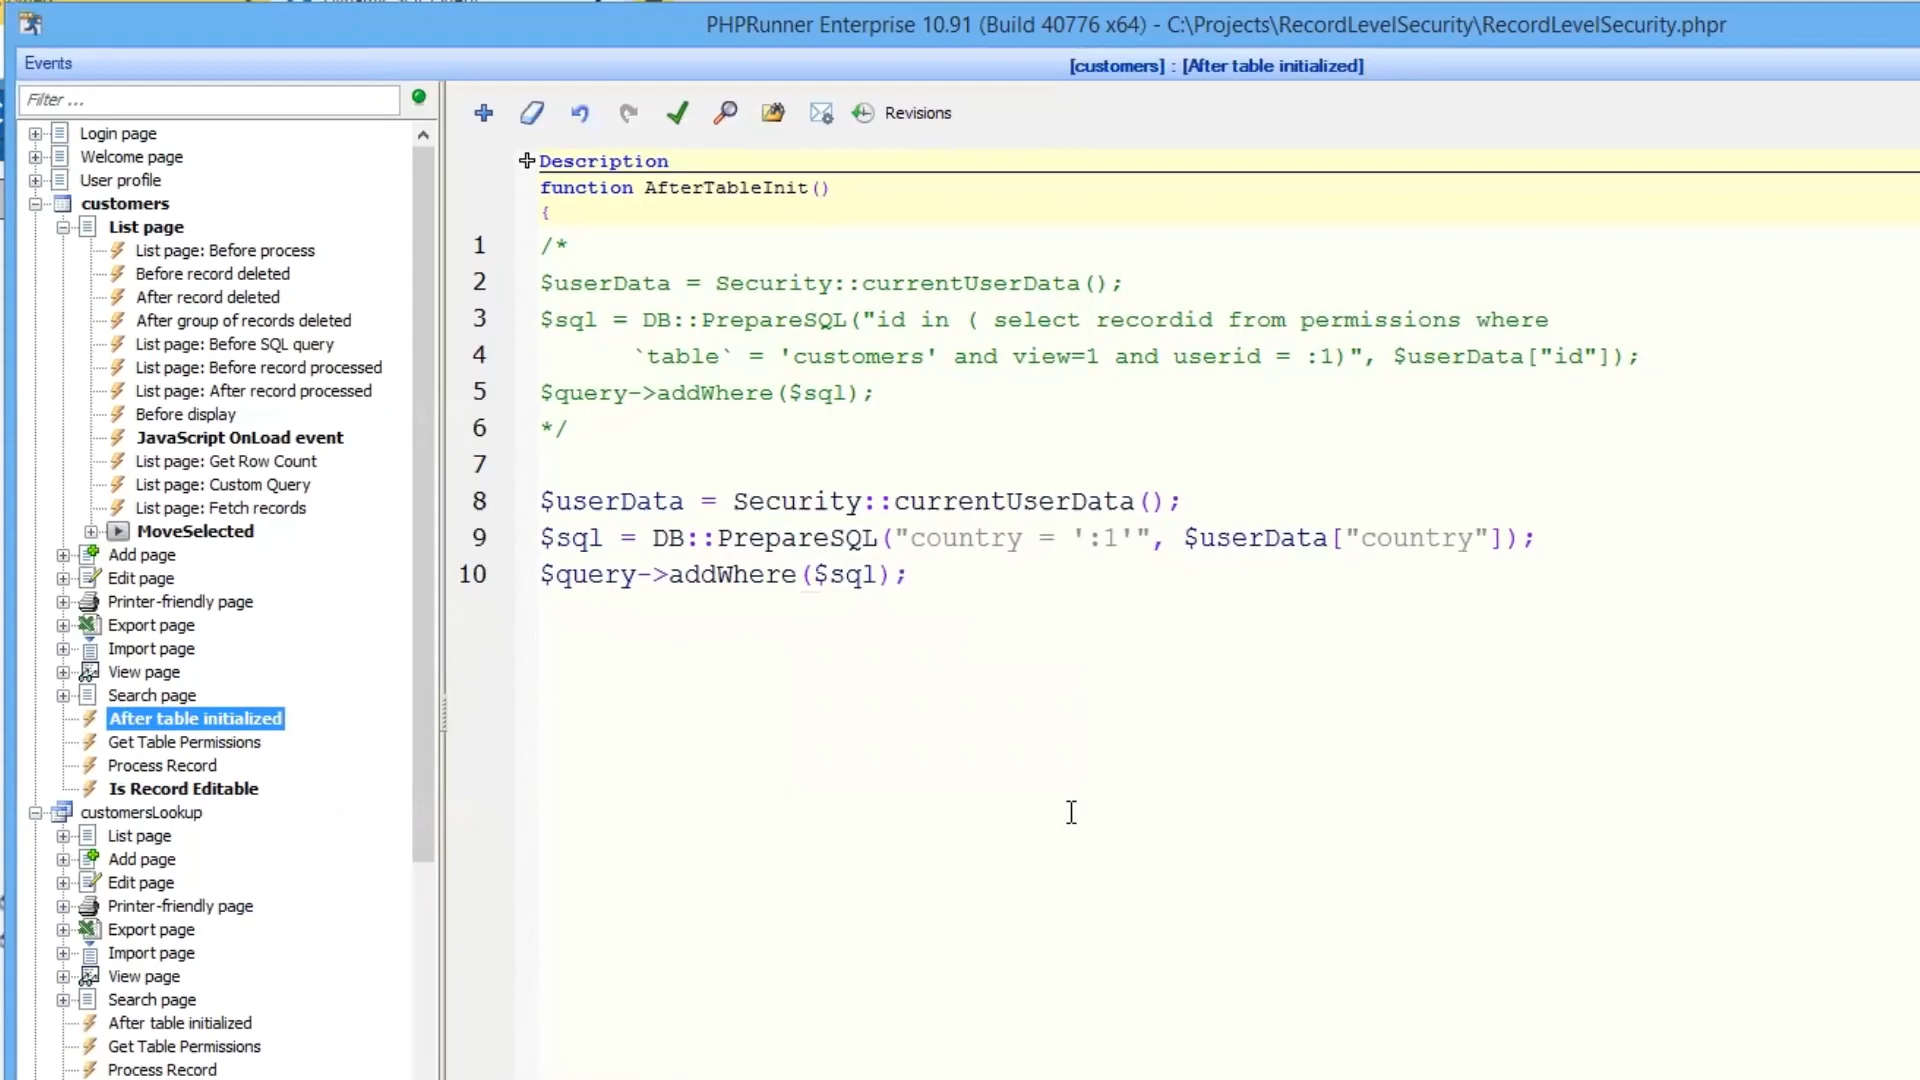 PHPRunner Enterprise 10.91 (Build 40776 x64) - C:\Projects\RecordLevelSecurity\RecordLevelSecurity.phpr
Events
[customers] : [After table initialized]
Filter ...
Revisions
Login page
Welcome page
User profile
customers
List page
List page: Before process
Before record deleted
After record deleted
After group of records deleted
List page: Before SQL query
List page: Before record processed
List page: After record processed
Before display
JavaScript OnLoad event
List page: Get Row Count
List page: Custom Query
List page: Fetch records
MoveSelected
Add page
Edit page
Printer-friendly page
Export page
Import page
View page
Search page
After table initialized
Get Table Permissions
Process Record
Is Record Editable
customersLookup
List page
Add page
Edit page
Printer-friendly page
Export page
Import page
View page
Search page
After table initialized
Get Table Permissions
Process Record
Description
function AfterTableInit()
{
1 /*
2 $userData = Security::currentUserData();
3 $sql = DB::PrepareSQL("id in ( select recordid from permissions where
4 `table` = 'customers' and view=1 and userid = :1)", $userData["id"]);
5 $query->addWhere($sql);
6 */
7
8 $userData = Security::currentUserData();
9 $sql = DB::PrepareSQL("country = ':1'", $userData["country"]);
10 $query->addWhere($sql);